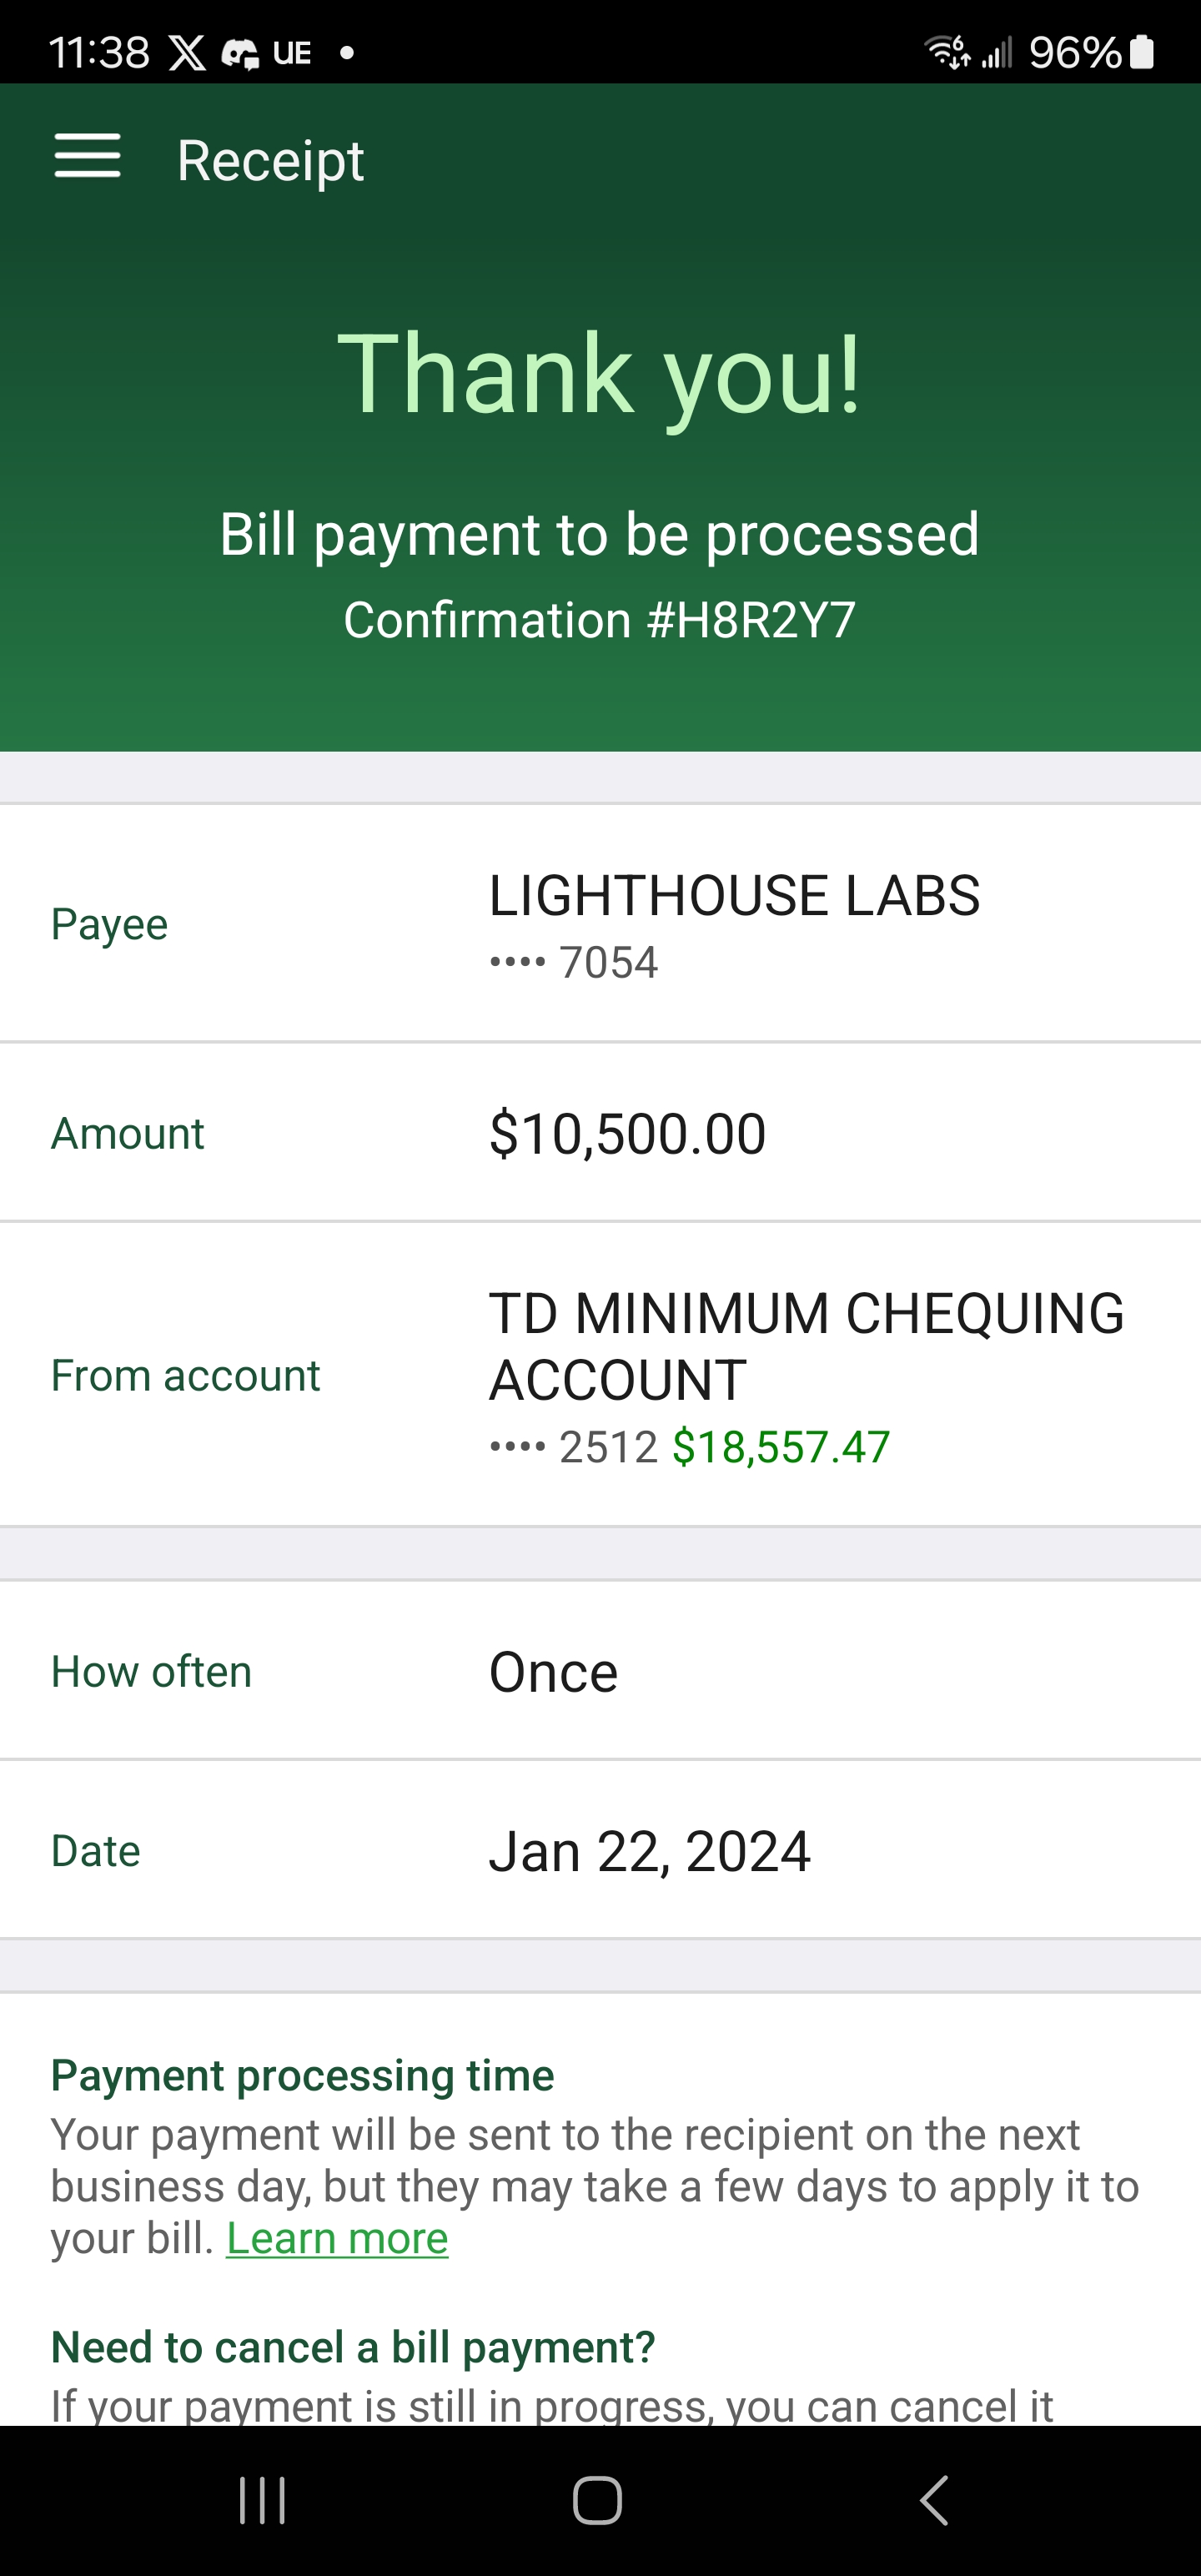 11:38 X UE •
6 96%
Receipt
Thank you!
Bill payment to be processed
Confirmation #H8R2Y7
Payee
LIGHTHOUSE LABS
•••• 7054
Amount
$10,500.00
From account
TD MINIMUM CHEQUING
ACCOUNT
•••• 2512 $18,557.47
How often
Once
Date
Jan 22, 2024
Payment processing time
Your payment will be sent to the recipient on the next
business day, but they may take a few days to apply it to
your bill. Learn more
Need to cancel a bill payment?
If your payment is still in progress, you can cancel it